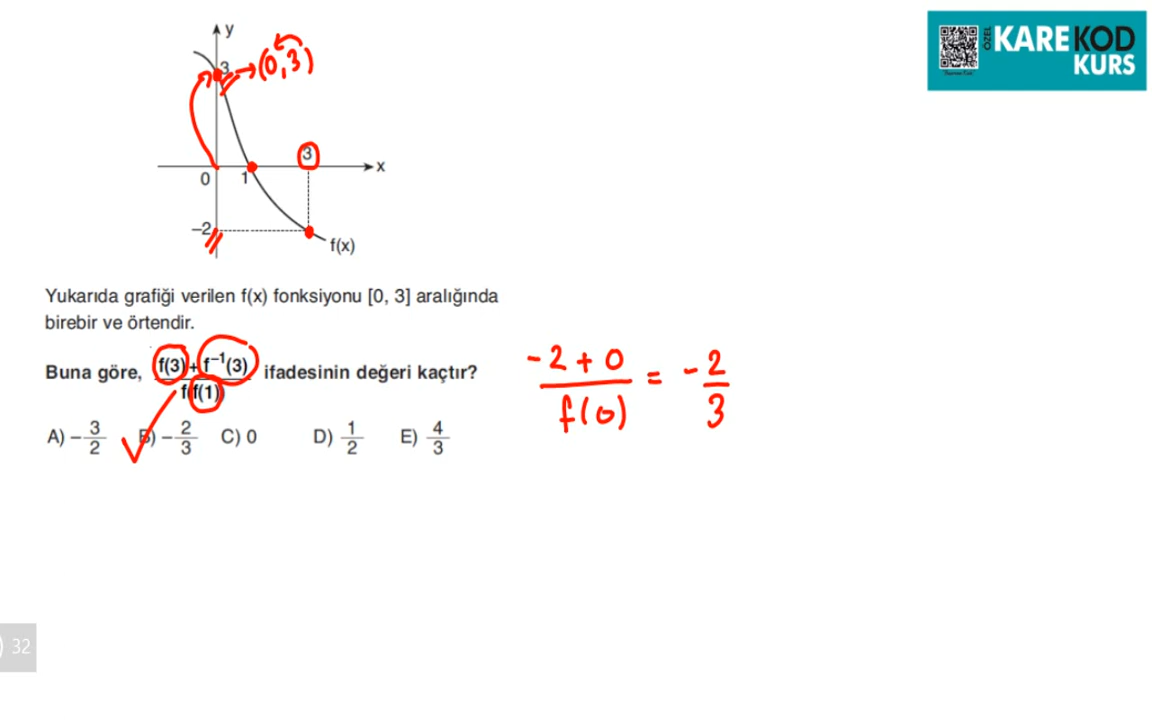 y
3 → (0, 3)
3
x
0
1
-2
f(x)
ÖZEL KAREKOD KURS
Yukarıda grafiği verilen f(x) fonksiyonu [0, 3] aralığında
birebir ve örtendir.
Buna göre, (f(3) + f⁻¹(3)) / f(f(1)) ifadesinin değeri kaçtır?
A) -3/2 B) -2/3 C) 0 D) 1/2 E) 4/3
(-2 + 0) / f(0) = -2/3
) 32